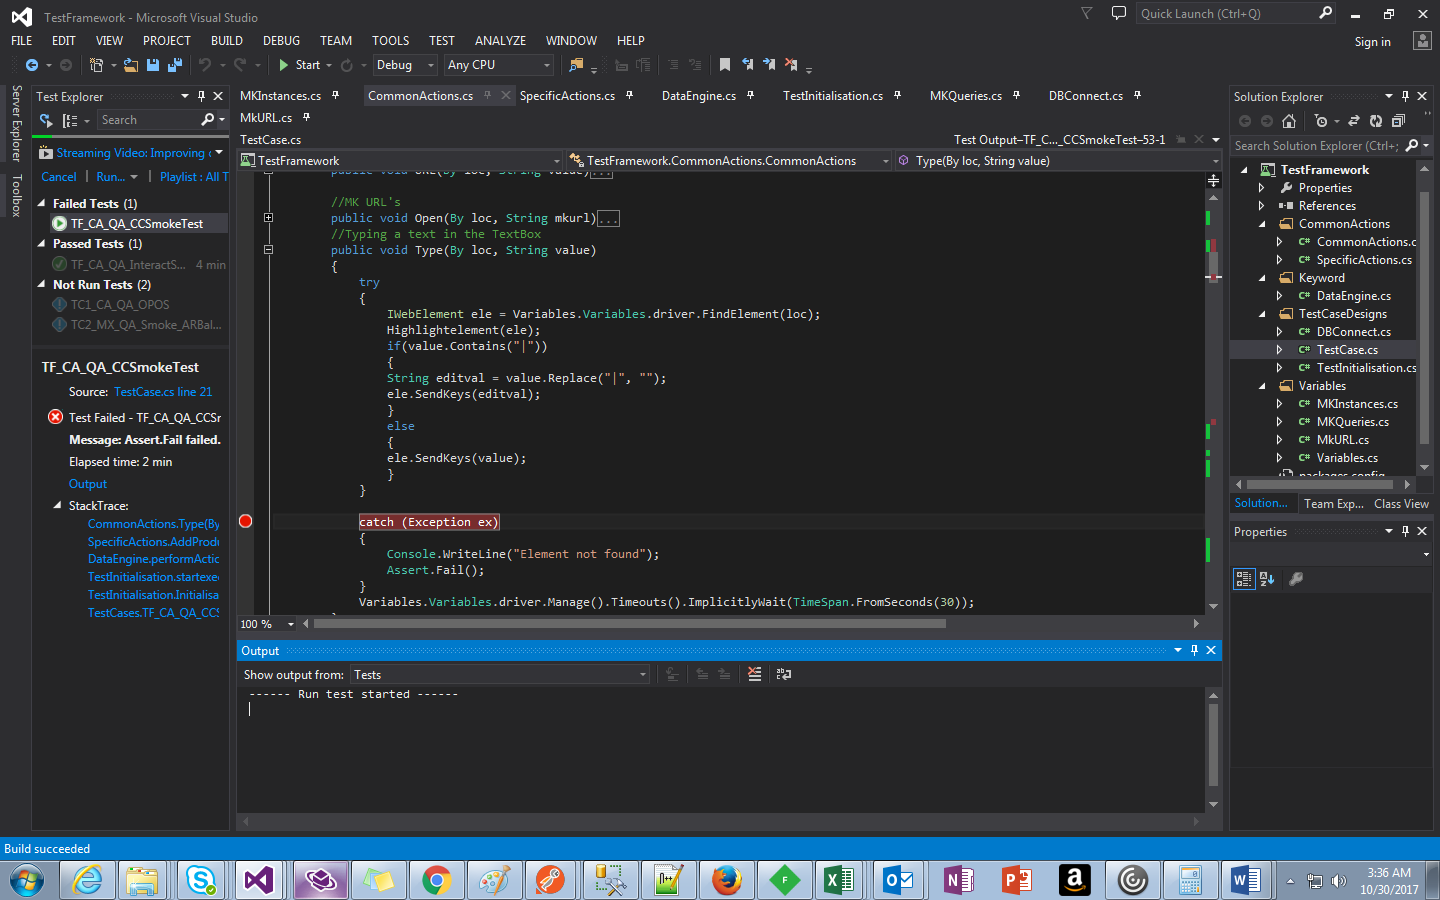 TestFramework - Microsoft Visual Studio
Quick Launch (Ctrl+Q)
FILE EDIT VIEW PROJECT BUILD DEBUG TEAM TOOLS TEST ANALYZE WINDOW HELP
Sign in
Start Debug Any CPU
Server Explorer
Toolbox
Test Explorer
Search
Streaming Video: Improving
Cancel Run... Playlist : All T
Failed Tests (1)
TF_CA_QA_CCSmokeTest
Passed Tests (1)
TF_CA_QA_InteractS... 4 min
Not Run Tests (2)
TC1_CA_QA_OPOS
TC2_MX_QA_Smoke_ARBal...
TF_CA_QA_CCSmokeTest
Source: TestCase.cs line 21
Test Failed - TF_CA_QA_CCSr
Message: Assert.Fail failed.
Elapsed time: 2 min
Output
StackTrace:
CommonActions.Type(By
SpecificActions.AddProdu
DataEngine.performActio
TestInitialisation.startexec
TestInitialisation.Initialisa
TestCases.TF_CA_QA_CCS
MKInstances.cs CommonActions.cs SpecificActions.cs DataEngine.cs TestInitialisation.cs MKQueries.cs DBConnect.cs
MkURL.cs
TestCase.cs Test Output–TF_C..._CCSmokeTest–53-1
TestFramework TestFramework.CommonActions.CommonActions Type(By loc, String value)
public void URL(By loc, String value)...
//MK URL's
public void Open(By loc, String mkurl)...
//Typing a text in the TextBox
public void Type(By loc, String value)
{
try
{
IWebElement ele = Variables.Variables.driver.FindElement(loc);
Highlightelement(ele);
if(value.Contains("|"))
{
String editval = value.Replace("|", "");
ele.SendKeys(editval);
}
else
{
ele.SendKeys(value);
}
}
catch (Exception ex)
{
Console.WriteLine("Element not found");
Assert.Fail();
}
Variables.Variables.driver.Manage().Timeouts().ImplicitlyWait(TimeSpan.FromSeconds(30));
100 %
Output
Show output from: Tests
------ Run test started ------
Solution Explorer
Search Solution Explorer (Ctrl+;
TestFramework
Properties
References
CommonActions
C# CommonActions.c
C# SpecificActions.cs
Keyword
C# DataEngine.cs
TestCaseDesigns
C# DBConnect.cs
C# TestCase.cs
C# TestInitialisation.cs
Variables
C# MKInstances.cs
C# MKQueries.cs
C# MkURL.cs
C# Variables.cs
packages.config
Solution... Team Exp... Class View
Properties
Build succeeded
3:36 AM
10/30/2017